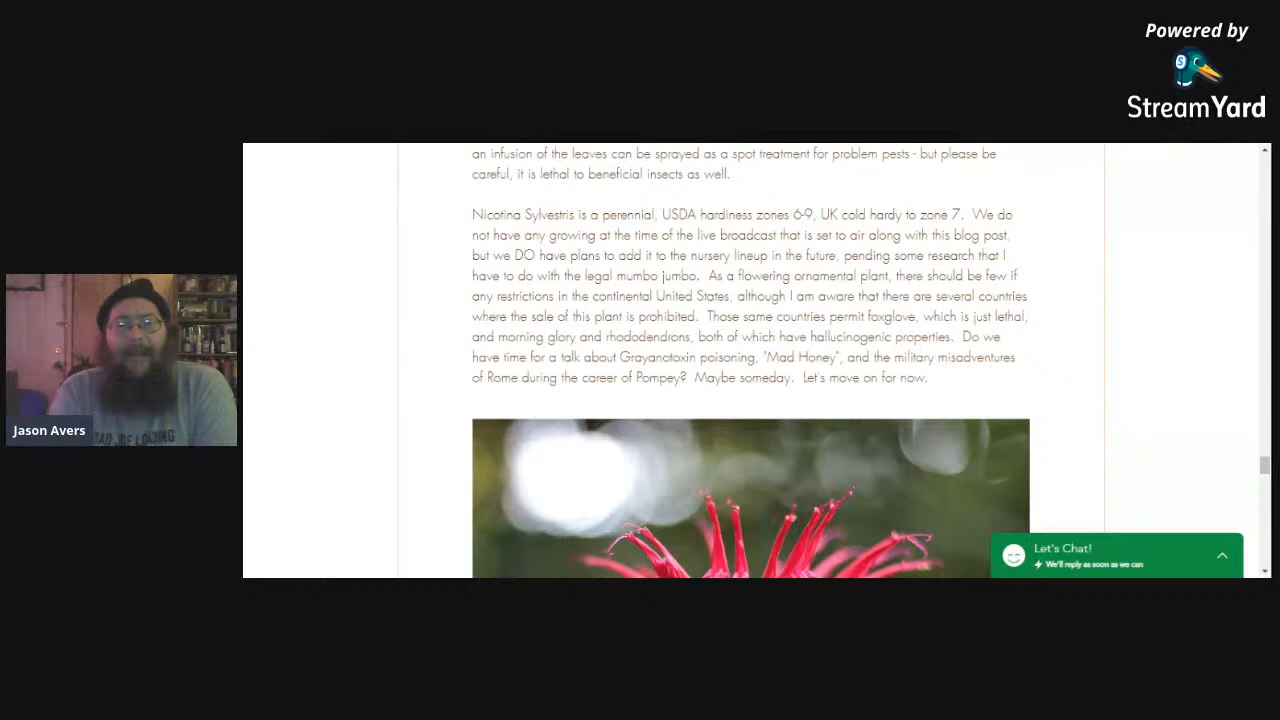 Powered by
StreamYard
an infusion of the leaves can be sprayed as a spot treatment for problem pests - but please be
careful, it is lethal to beneficial insects as well.
Nicotina Sylvestris is a perennial, USDA hardiness zones 6-9, UK cold hardy to zone 7. We do
not have any growing at the time of the live broadcast that is set to air along with this blog post,
but we DO have plans to add it to the nursery lineup in the future, pending some research that I
have to do with the legal mumbo jumbo. As a flowering ornamental plant, there should be few if
any restrictions in the continental United States, although I am aware that there are several countries
where the sale of this plant is prohibited. Those same countries permit foxglove, which is just lethal,
and morning glory and rhododendrons, both of which have hallucinogenic properties. Do we
have time for a talk about Grayanotoxin poisoning, "Mad Honey", and the military misadventures
of Rome during the career of Pompey? Maybe someday. Let's move on for now.
Jason Avers
JOE LOADING
Let's Chat!
We'll reply as soon as we can